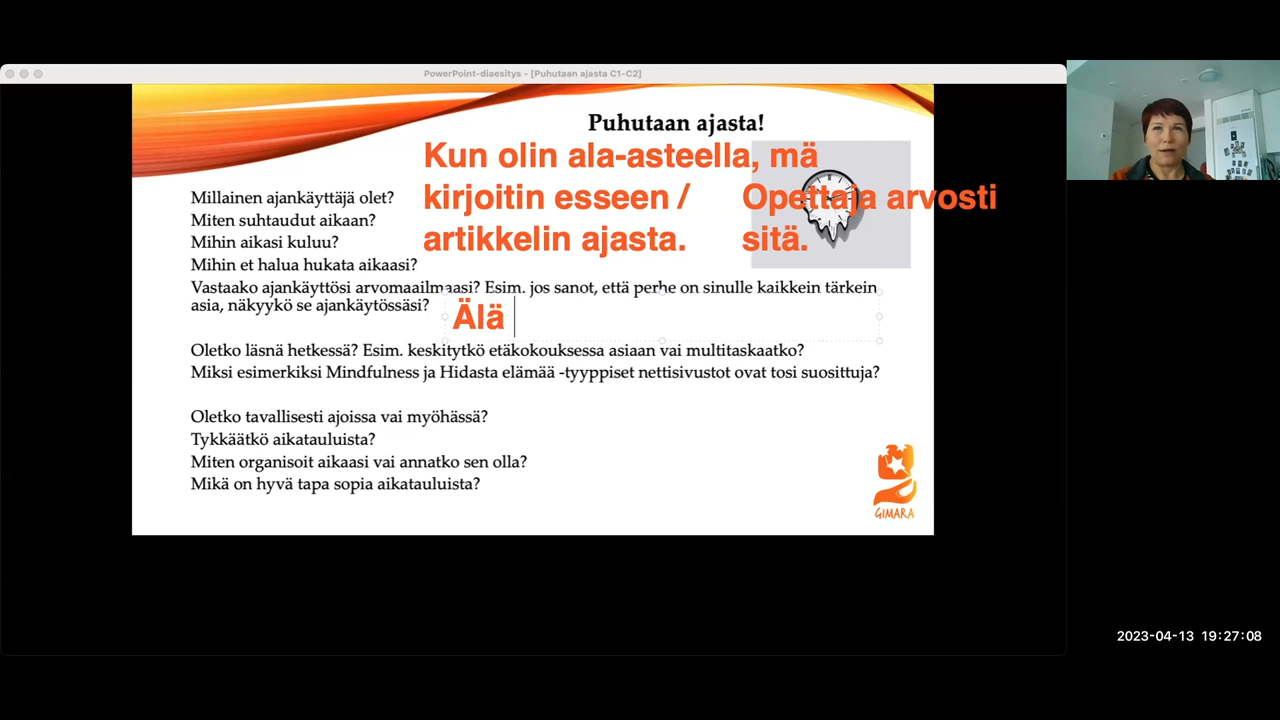 PowerPoint-diaesitys - [Puhutaan ajasta C1-C2]
Puhutaan ajasta!
Kun olin ala-asteella, mä
kirjoitin esseen /
artikkelin ajasta.
Opettaja arvosti
sitä.
Millainen ajankäyttäjä olet?
Miten suhtaudut aikaan?
Mihin aikasi kuluu?
Mihin et halua hukata aikaasi?
Vastaako ajankäyttösi arvomaailmaasi? Esim. jos sanot, että perhe on sinulle kaikkein tärkein
asia, näkyykö se ajankäytössäsi?
Älä
Oletko läsnä hetkessä? Esim. keskitytkö etäkokouksessa asiaan vai multitaskaatko?
Miksi esimerkiksi Mindfulness ja Hidasta elämää -tyyppiset nettisivustot ovat tosi suosittuja?
Oletko tavallisesti ajoissa vai myöhässä?
Tykkäätkö aikatauluista?
Miten organisoit aikaasi vai annatko sen olla?
Mikä on hyvä tapa sopia aikatauluista?
GIMARA
2023-04-13 19:27:08